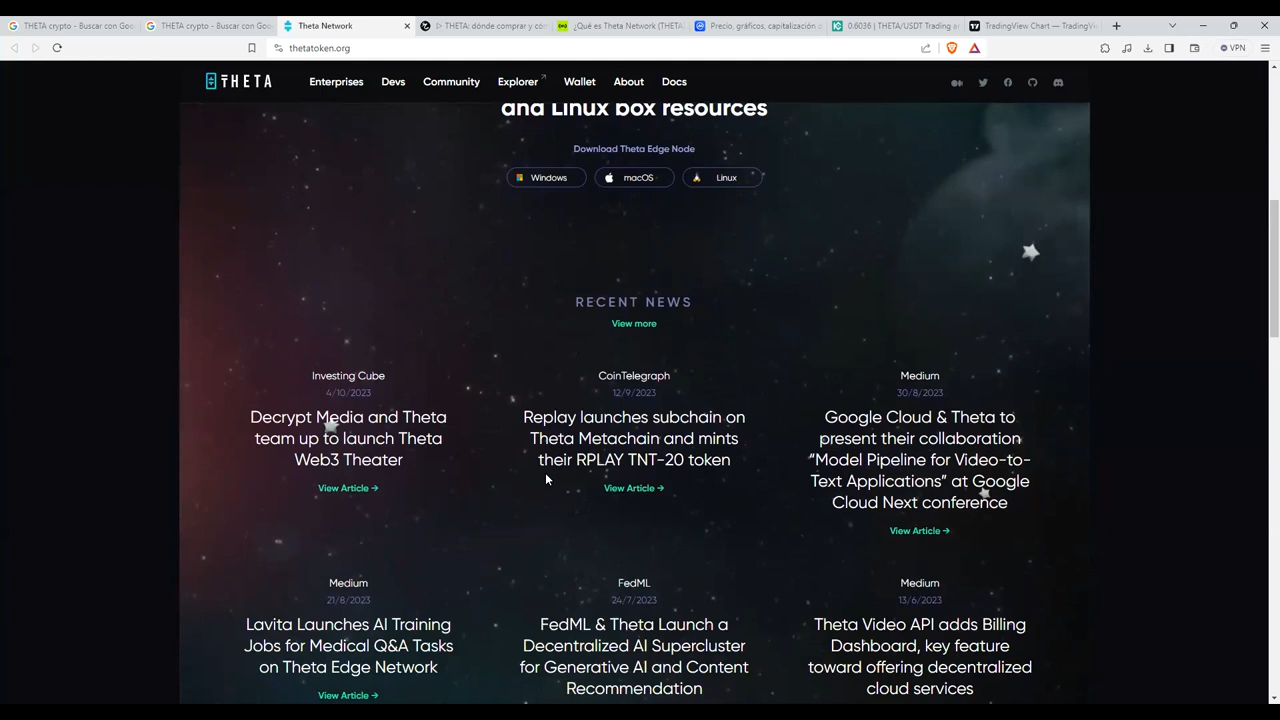 THETA crypto - Buscar con Goo
THETA crypto - Buscar con Goo
Theta Network
THETA: dónde comprar y có
¿Qué es Theta Network (THETA
Precio, gráficos, capitalización d
0.6036 | THETA/USDT Trading p
TradingView Chart — TradingVi
thetatoken.org
VPN
THETA
Enterprises
Devs
Community
Explorer
Wallet
About
Docs
and Linux box resources
Download Theta Edge Node
Windows
macOS
Linux
RECENT NEWS
View more
Investing Cube
4/10/2023
Decrypt Media and Theta
team up to launch Theta
Web3 Theater
View Article →
CoinTelegraph
12/9/2023
Replay launches subchain on
Theta Metachain and mints
their RPLAY TNT-20 token
View Article →
Medium
30/8/2023
Google Cloud & Theta to
present their collaboration
“Model Pipeline for Video-to-
Text Applications” at Google
Cloud Next conference
View Article →
Medium
21/8/2023
Lavita Launches AI Training
Jobs for Medical Q&A Tasks
on Theta Edge Network
View Article →
FedML
24/7/2023
FedML & Theta Launch a
Decentralized AI Supercluster
for Generative AI and Content
Recommendation
Medium
13/6/2023
Theta Video API adds Billing
Dashboard, key feature
toward offering decentralized
cloud services